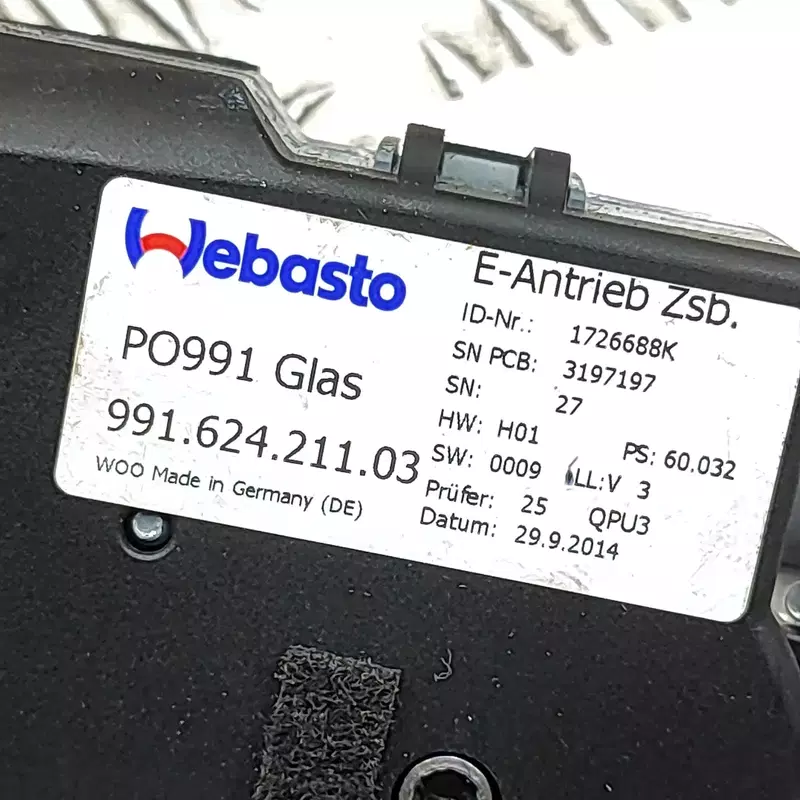 Webasto
PO991 Glas
991.624.211.03
WOO Made in Germany (DE)
E-Antrieb Zsb.
ID-Nr.: 1726688K
SN PCB: 3197197
SN: 27
HW: H01 PS: 60.032
SW: 0009 LL:V 3
Prüfer: 25 QPU3
Datum: 29.9.2014